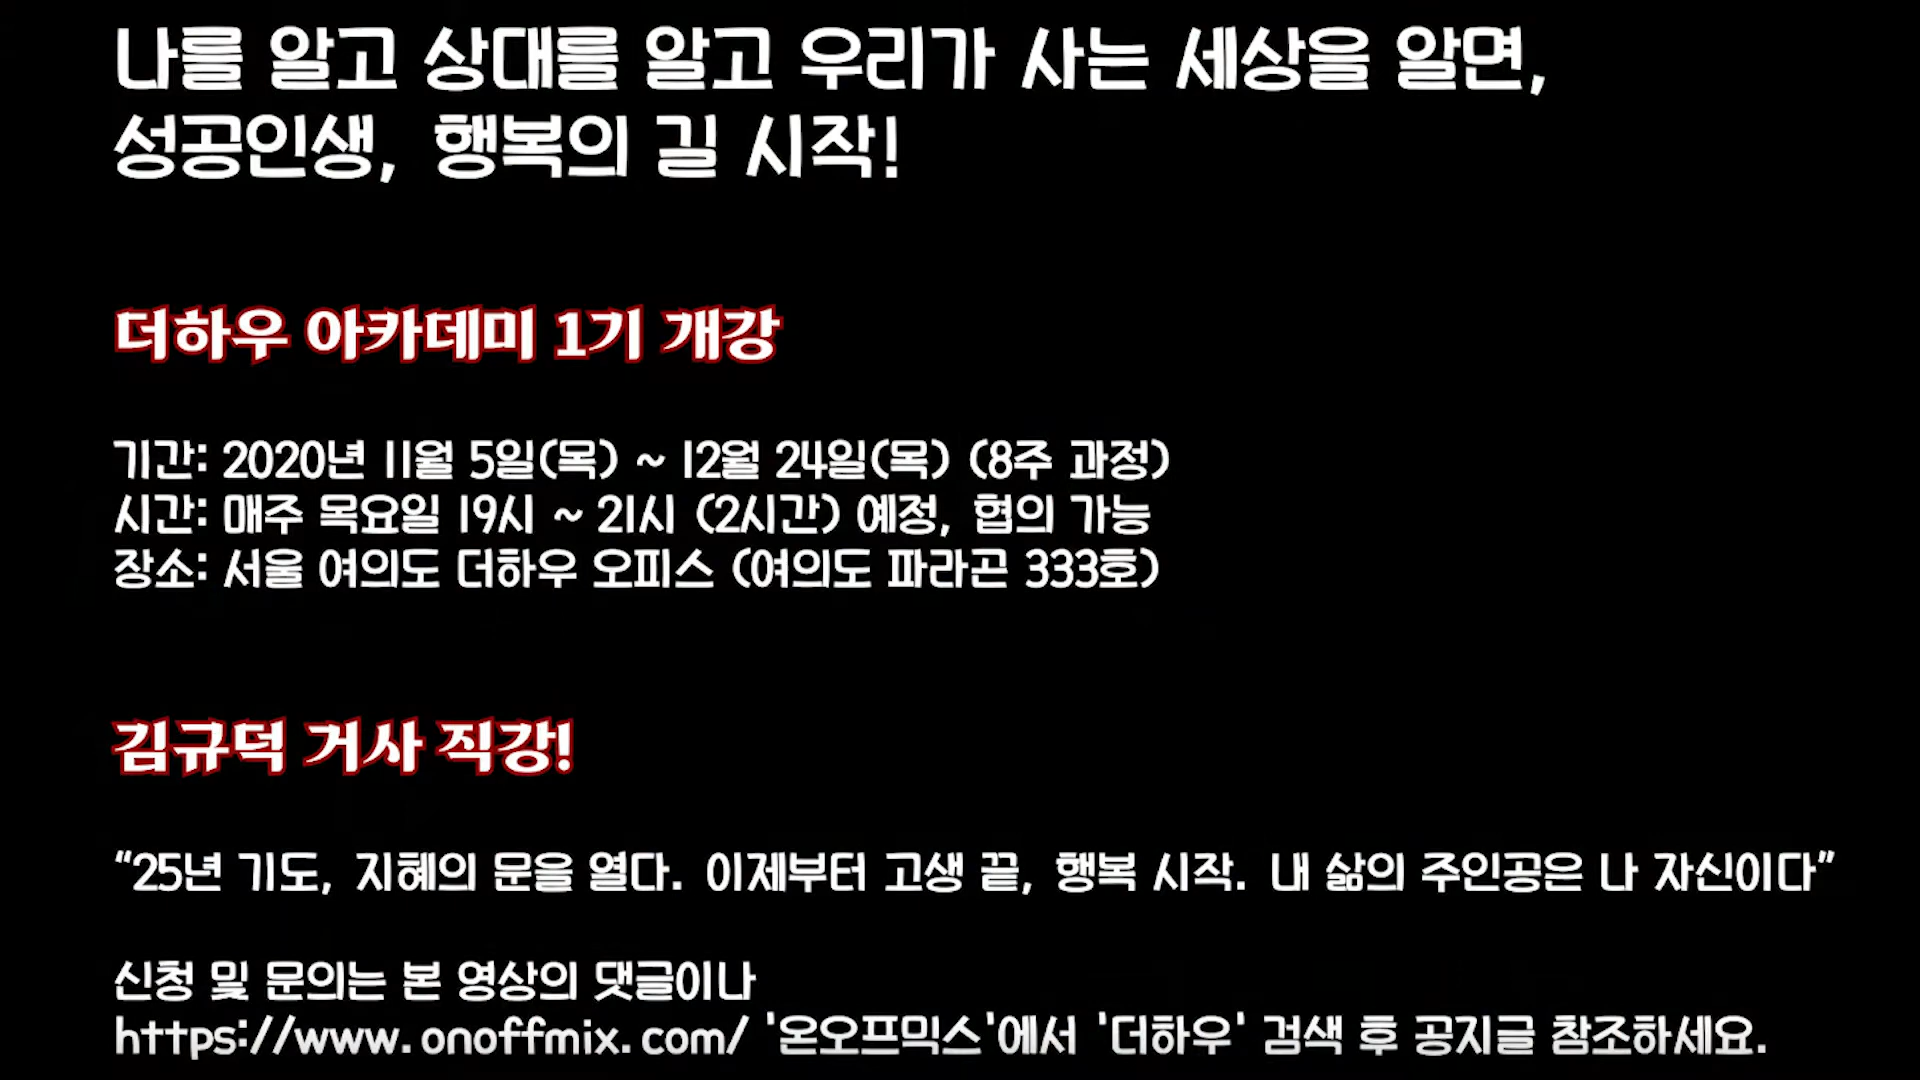 나를 알고 상대를 알고 우리가 사는 세상을 알면,
성공인생, 행복의 길 시작!
더하우 아카데미 1기 개강
기간: 2020년 11월 5일(목) ~ 12월 24일(목) (8주 과정)
시간: 매주 목요일 19시 ~ 21시 (2시간) 예정, 협의 가능
장소: 서울 여의도 더하우 오피스 (여의도 파라곤 333호)
김규덕 거사 직강!
“25년 기도, 지혜의 문을 열다. 이제부터 고생 끝, 행복 시작. 내 삶의 주인공은 나 자신이다”
신청 및 문의는 본 영상의 댓글이나
https://www.onoffmix.com/ '온오프믹스'에서 '더하우' 검색 후 공지글 참조하세요.